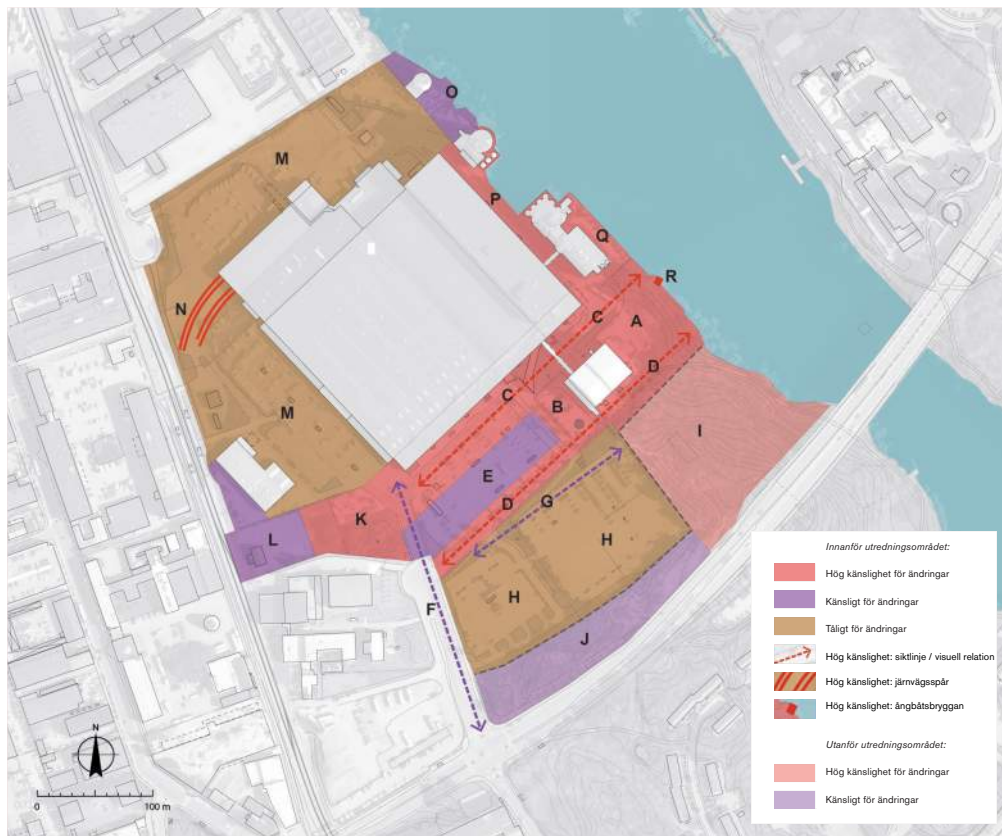 O
M
P
Q
R
N
C
A
D
C
B
M
I
E
D
G
K
H
L
H
F
J
N
0
100 m
Innanför utredningsområdet:
Hög känslighet för ändringar
Känsligt för ändringar
Tåligt för ändringar
Hög känslighet: siktlinje / visuell relation
Hög känslighet: järnvägsspår
Hög känslighet: ångbåtsbryggan
Utanför utredningsområdet:
Hög känslighet för ändringar
Känsligt för ändringar